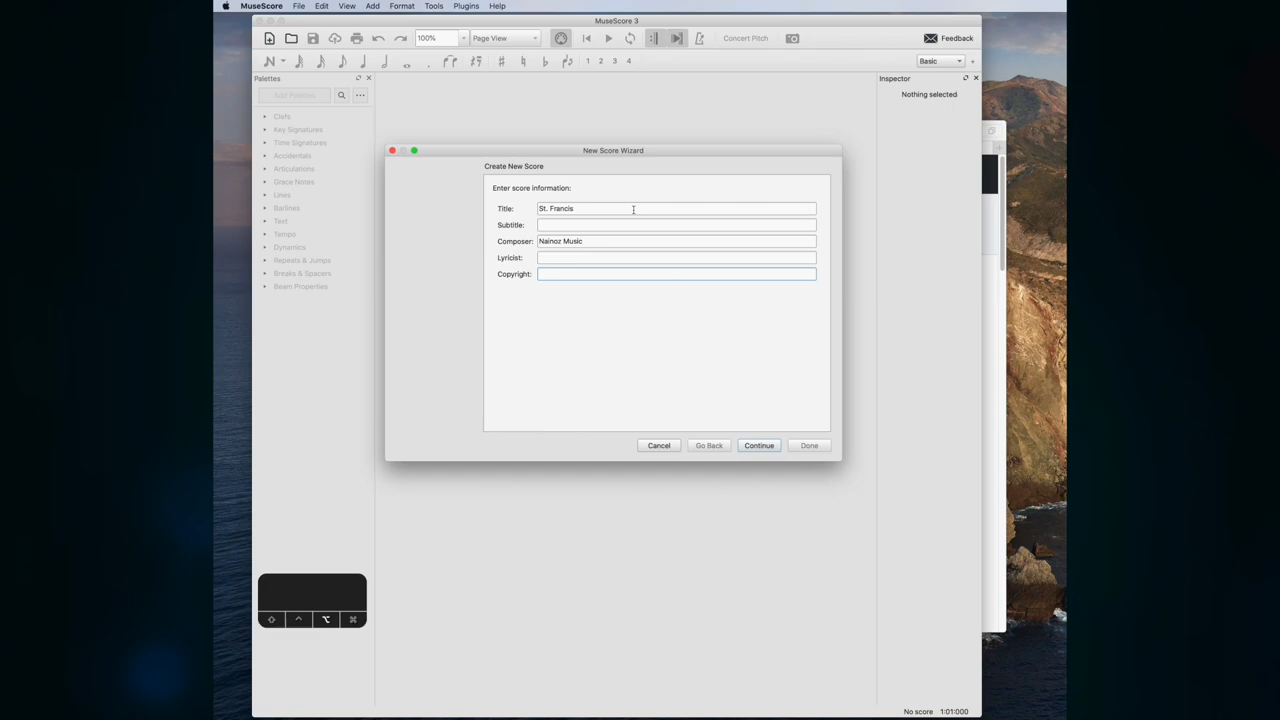 MuseScore File Edit View Add Format Tools Plugins Help
MuseScore 3
100% Page View Concert Pitch Feedback
1 2 3 4 Basic +
Palettes
Inspector
Add Palettes ...
Nothing selected
Clefs
Key Signatures
Time Signatures
Accidentals
Articulations
Grace Notes
Lines
Barlines
Text
Tempo
Dynamics
Repeats & Jumps
Breaks & Spacers
Beam Properties
New Score Wizard
Create New Score
Enter score information:
Title: St. Francis
Subtitle:
Composer: Nainoz Music
Lyricist:
Copyright:
Cancel Go Back Continue Done
No score 1:01:000